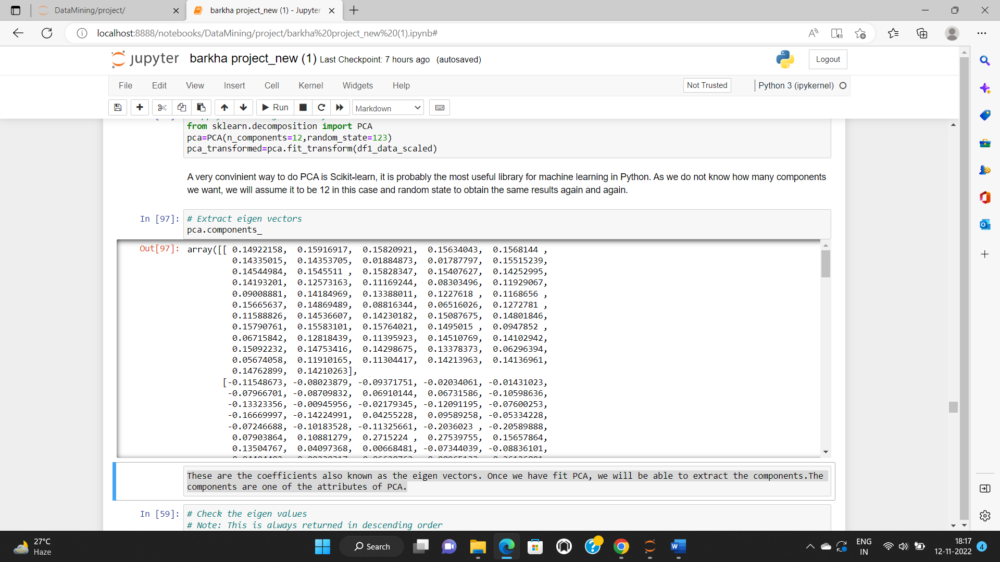 DataMining/project/
barkha project_new (1) - Jupyter
localhost:8888/notebooks/DataMining/project/barkha%20project_new%20(1).ipynb#
jupyter barkha project_new (1) Last Checkpoint: 7 hours ago (autosaved)
Logout
File Edit View Insert Cell Kernel Widgets Help
Not Trusted
Python 3 (ipykernel)
Run
Markdown
from sklearn.decomposition import PCA
pca=PCA(n_components=12,random_state=123)
pca_transformed=pca.fit_transform(df1_data_scaled)
A very convinient way to do PCA is Scikit-learn, it is probably the most useful library for machine learning in Python. As we do not know how many components
we want, we will assume it to be 12 in this case and random state to obtain the same results again and again.
In [97]: # Extract eigen vectors
pca.components_
Out[97]: array([[ 0.14922158, 0.15916917, 0.15820921, 0.15634043, 0.1568144 ,
0.14335015, 0.14353705, 0.01884873, 0.01787797, 0.15515239,
0.14544984, 0.1545511 , 0.15828347, 0.15407627, 0.14252995,
0.14193201, 0.12573163, 0.11169244, 0.08303496, 0.11929067,
0.09008881, 0.14184969, 0.13388011, 0.1227618 , 0.1168656 ,
0.15665637, 0.14869489, 0.08816344, 0.06516026, 0.1272781 ,
0.11588826, 0.14536607, 0.14230182, 0.15087675, 0.14801846,
0.15790761, 0.15583101, 0.15764021, 0.1495015 , 0.0947852 ,
0.06715842, 0.12818439, 0.11395923, 0.14510769, 0.14102942,
0.15092232, 0.14753416, 0.14298675, 0.13378373, 0.06296394,
0.05674058, 0.11910165, 0.11304417, 0.14213963, 0.14136961,
0.14762899, 0.14210263],
[-0.11548673, -0.08023879, -0.09371751, -0.02034061, -0.01431023,
-0.07966701, -0.08709832, 0.06910144, 0.06731586, -0.10598636,
-0.13323356, -0.00945956, -0.02179345, -0.12091195, -0.07600253,
-0.16669997, -0.14224991, 0.04255228, 0.09589258, -0.05334228,
-0.07246688, -0.10183528, -0.11325661, -0.2036023 , -0.20589888,
0.07903864, 0.10881279, 0.2715224 , 0.27539755, 0.15657864,
0.13504767, 0.04097368, 0.00668481, -0.07344039, -0.08836101,
These are the coefficients also known as the eigen vectors. Once we have fit PCA, we will be able to extract the components.The
components are one of the attributes of PCA.
In [59]: # Check the eigen values
# Note: This is always returned in descending order
27°C
Haze
Search
ENG
IN
18:17
12-11-2022
4